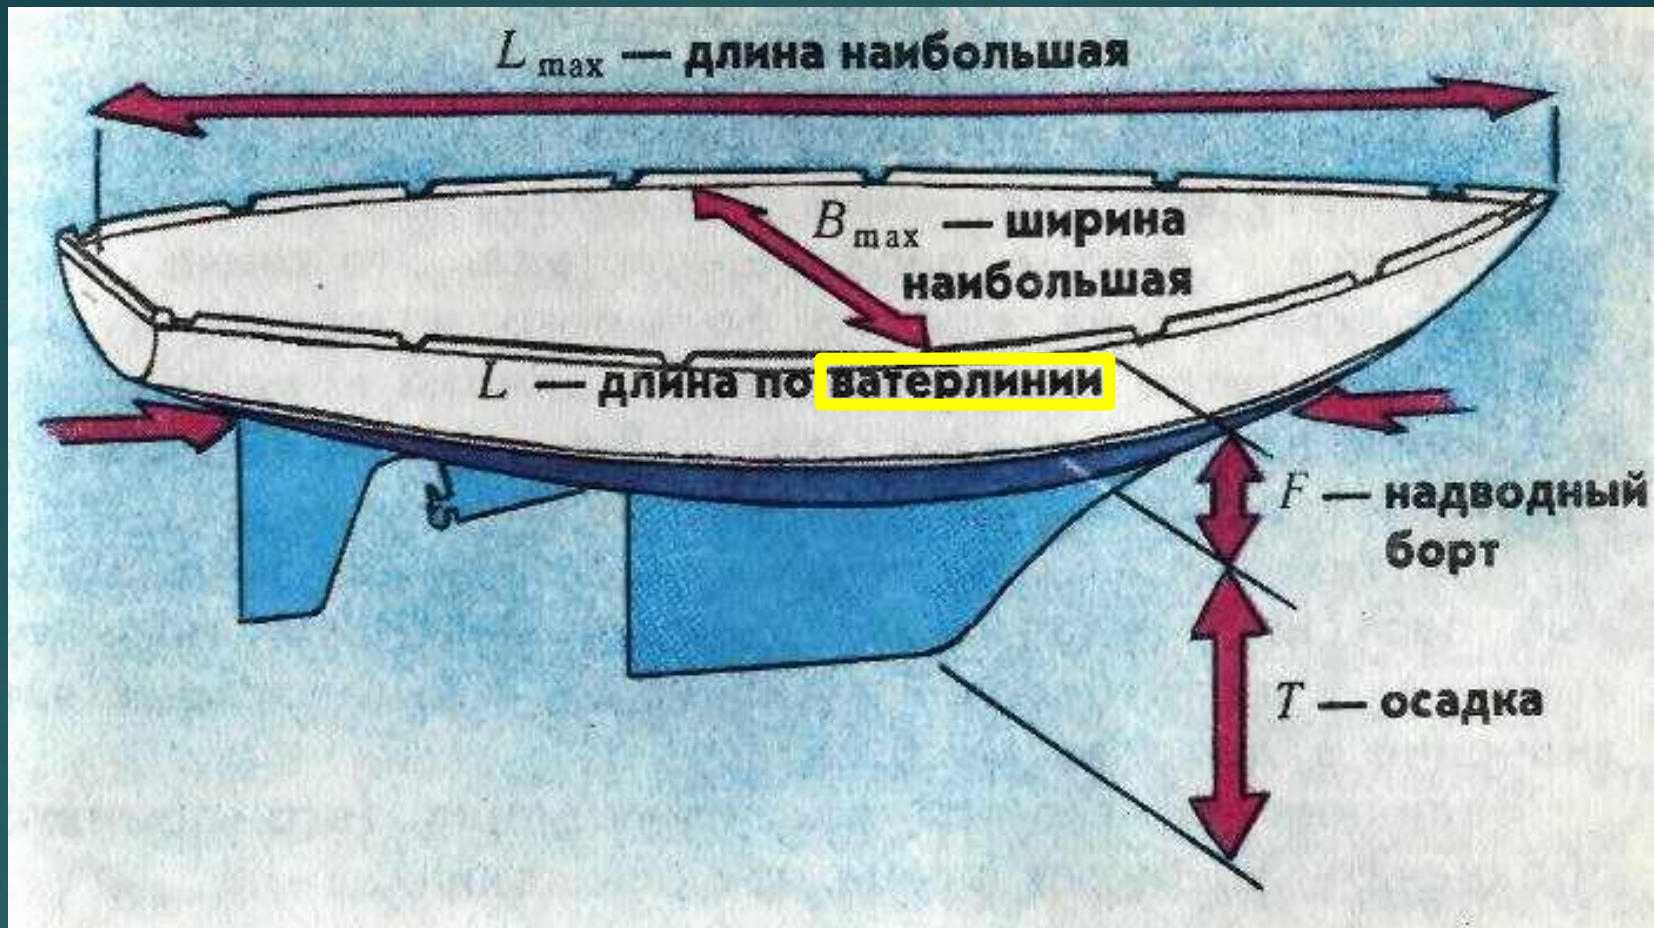 L max — длина наибольшая
B max — ширина
наибольшая
L — длина по ватерлинии
F — надводный
борт
T — осадка